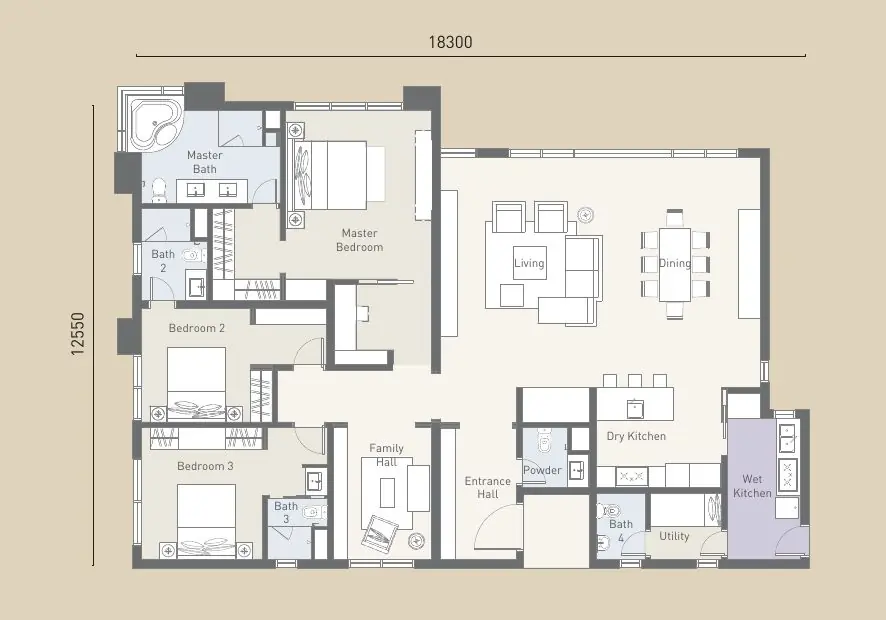 18300
12550
Master
Bath
Master
Bedroom
Bath
2
Living
Dining
Bedroom 2
Family
Hall
Dry Kitchen
Bedroom 3
Powder
Entrance
Hall
Wet
Kitchen
Bath
3
Bath
4
Utility